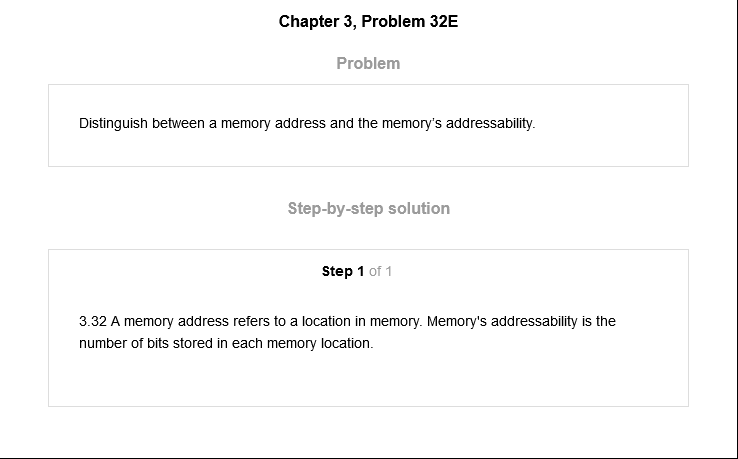 Chapter 3, Problem 32E
Problem
Distinguish between a memory address and the memory’s addressability.
Step-by-step solution
Step 1 of 1
3.32 A memory address refers to a location in memory. Memory's addressability is the
number of bits stored in each memory location.